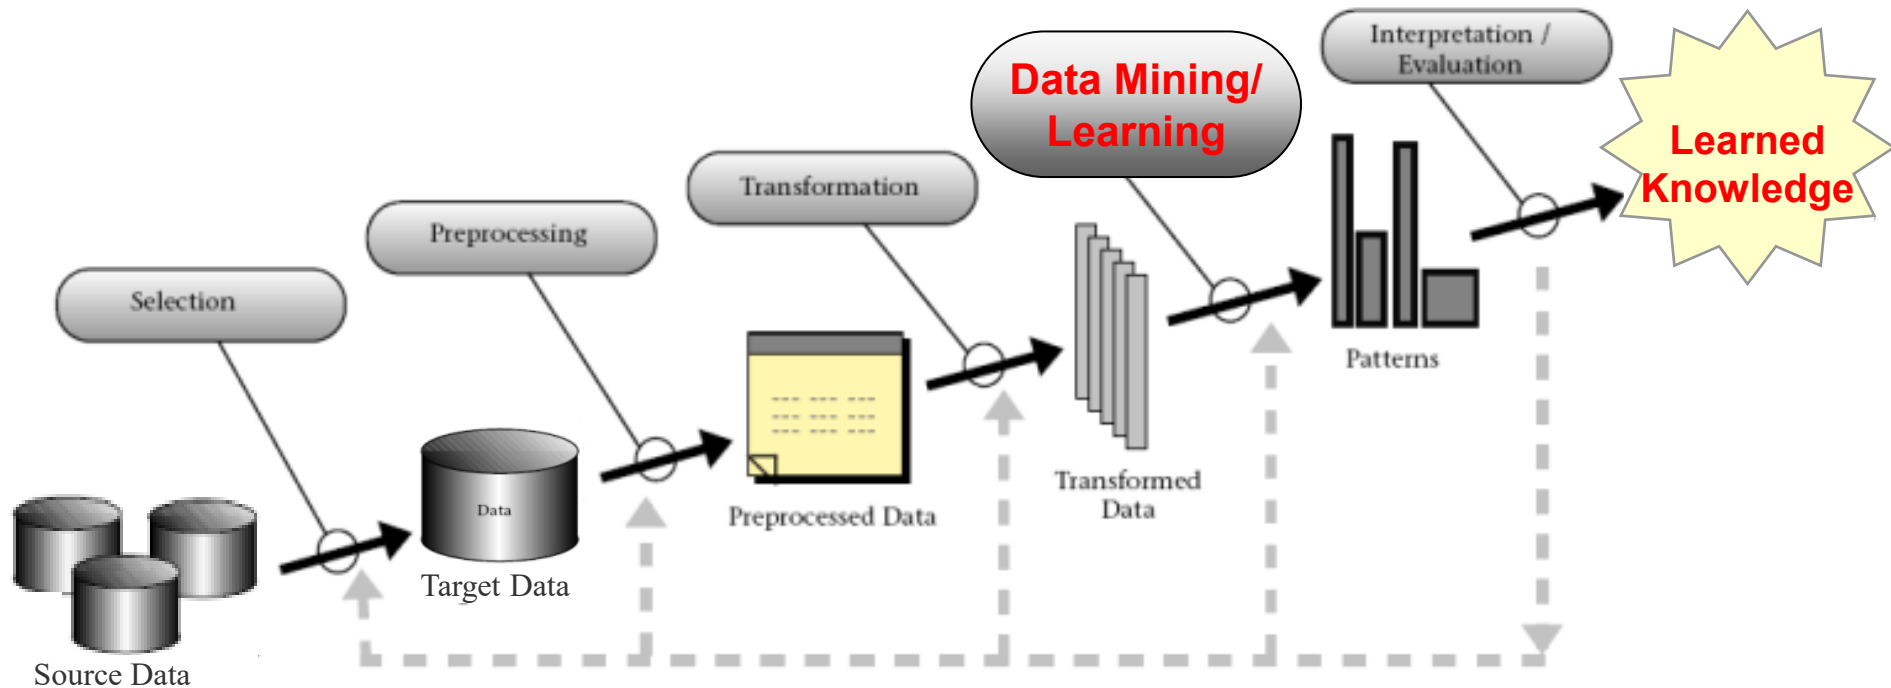 Interpretation /
Evaluation
Data Mining/
Learning
Learned
Knowledge
Transformation
Preprocessing
Selection
Patterns
Transformed
Data
Preprocessed Data
Data
Target Data
Source Data